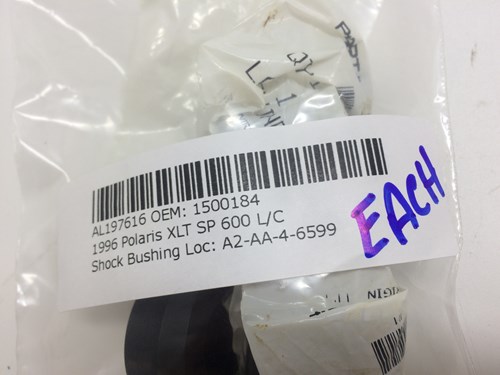 AL197616 OEM: 1500184
1996 Polaris XLT SP 600 L/C
Shock Bushing Loc: A2-AA-4-6599
EACH